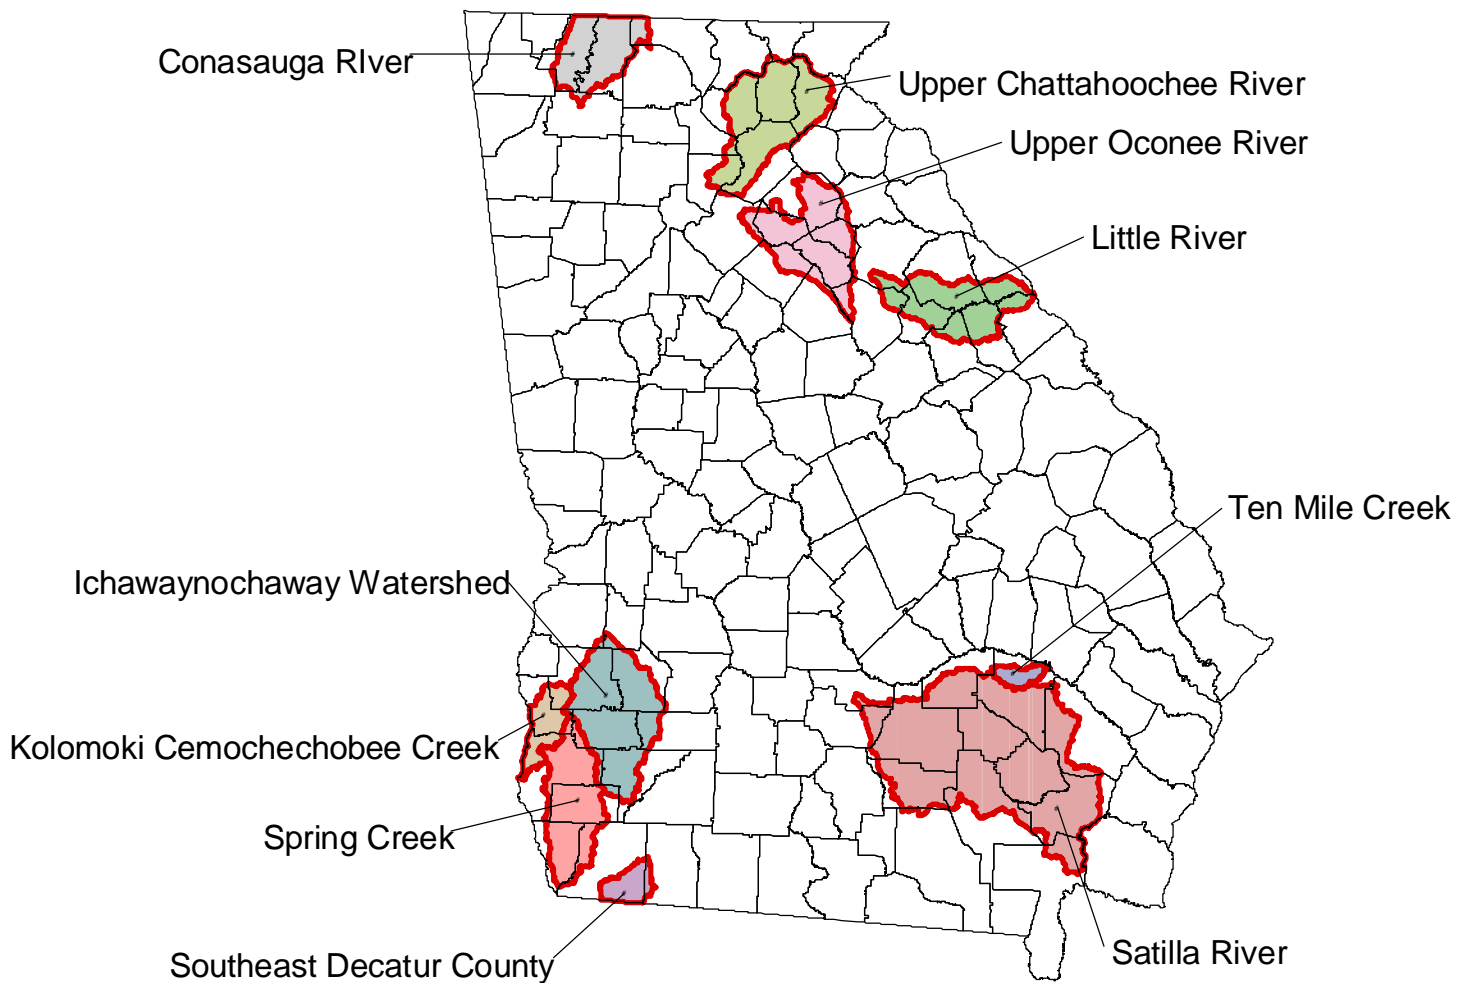 Conasauga RIver
Upper Chattahoochee River
Upper Oconee River
Little River
Ten Mile Creek
Ichawaynochaway Watershed
Kolomoki Cemochechobee Creek
Spring Creek
Southeast Decatur County
Satilla River